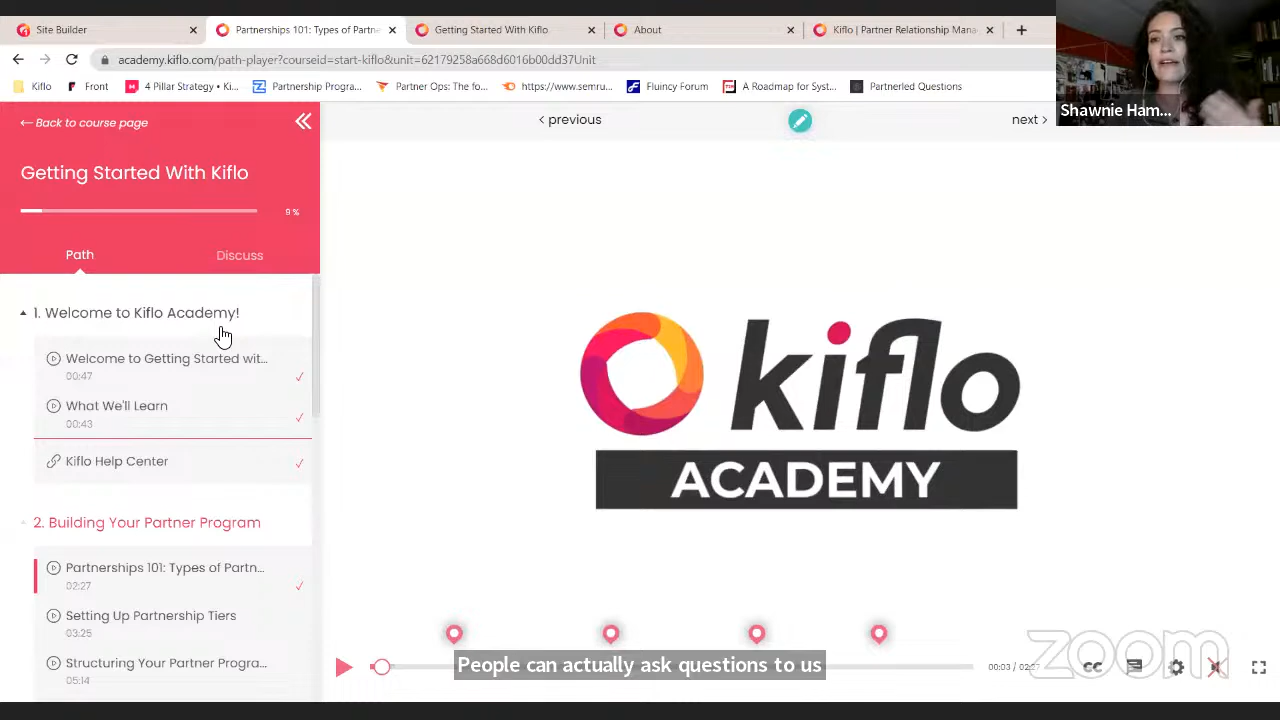 Site Builder
Partnerships 101: Types of Partne
Getting Started With Kiflo
About
Kiflo | Partner Relationship Manage
academy.kiflo.com/path-player?courseid=start-kiflo&unit=62179258a668d6016b00dd37Unit
Kiflo
Front
4 Pillar Strategy • Ki...
Partnership Progra...
Partner Ops: The fo...
https://www.semru...
Fluency Forum
A Roadmap for Syst...
Partnerled Questions
Shawnie Ham...
← Back to course page
previous
next
Getting Started With Kiflo
9 %
Path
Discuss
1. Welcome to Kiflo Academy!
Welcome to Getting Started wit...
00:47
What We'll Learn
00:43
Kiflo Help Center
2. Building Your Partner Program
Partnerships 101: Types of Partn...
02:27
Setting Up Partnership Tiers
03:25
Structuring Your Partner Progra...
05:14
kiflo
ACADEMY
People can actually ask questions to us
00:03 / 02:27
CC
zoom